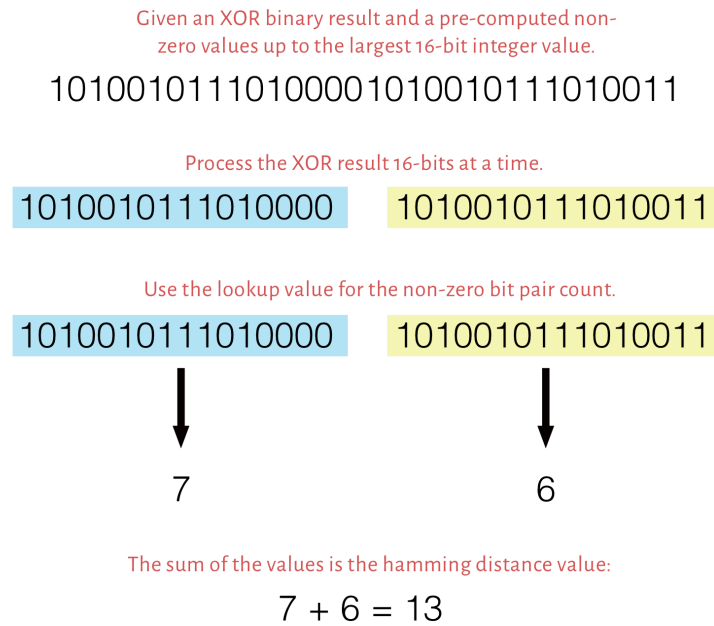 Given an XOR binary result and a pre-computed non-
zero values up to the largest 16-bit integer value.
10100101110100001010010111010011
Process the XOR result 16-bits at a time.
1010010111010000 1010010111010011
Use the lookup value for the non-zero bit pair count.
1010010111010000 1010010111010011
7 6
The sum of the values is the hamming distance value:
7 + 6 = 13